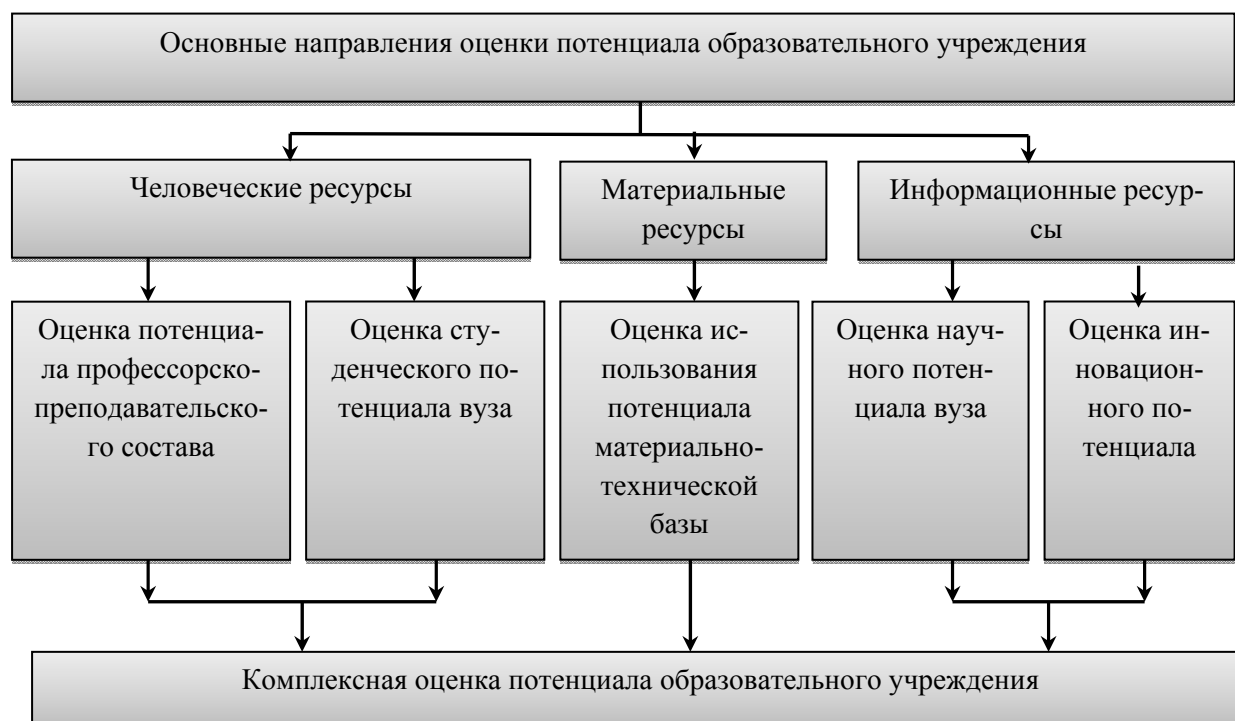 Основные направления оценки потенциала образовательного учреждения
Человеческие ресурсы
Материальные
ресурсы
Информационные ресур-
сы
Оценка потенциа-
ла профессорско-
преподавательско-
го состава
Оценка сту-
денческого по-
тенциала вуза
Оценка ис-
пользования
потенциала
материально-
технической
базы
Оценка науч-
ного потен-
циала вуза
Оценка ин-
новацион-
ного по-
тенциала
Комплексная оценка потенциала образовательного учреждения